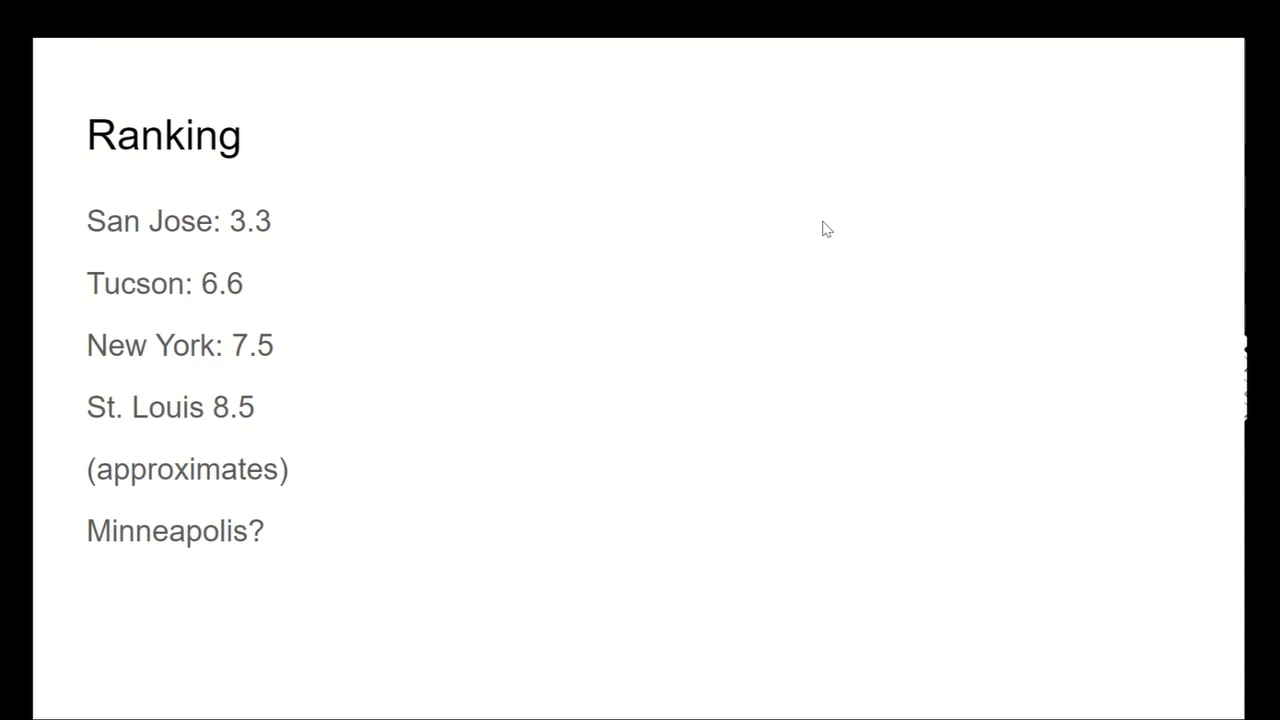 Ranking
San Jose: 3.3
Tucson: 6.6
New York: 7.5
St. Louis 8.5
(approximates)
Minneapolis?